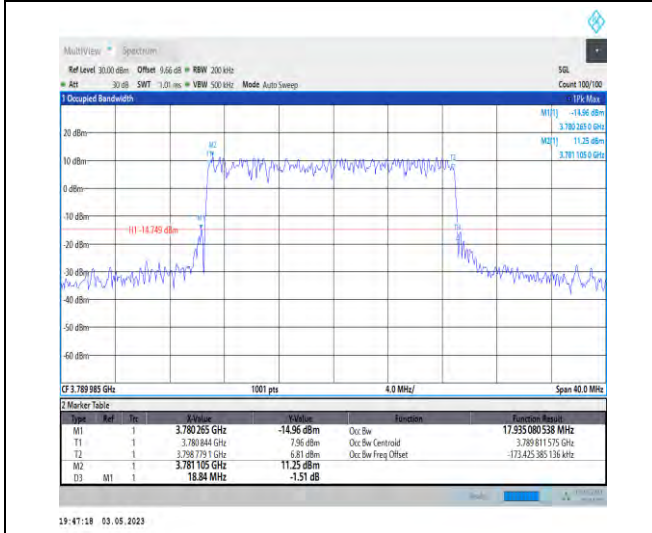 MultiView Spectrum
Ref Level 30.00 dBm Offset 9.66 dB RBW 200 kHz SGL
Att 30 dB SWT 1.01 ms VBW 500 kHz Mode Auto Sweep Count 100/100
1 Occupied Bandwidth 1Pk Max
M1[1] -14.96 dBm
3.780 265 0 GHz
M2[1] 11.25 dBm
3.781 105 0 GHz
20 dBm
M2
T1
T2
10 dBm
0 dBm
-10 dBm
H1 -14.749 dBm
-20 dBm
-30 dBm
-40 dBm
-50 dBm
-60 dBm
CF 3.789 985 GHz 1001 pts 4.0 MHz/ Span 40.0 MHz
2 Marker Table
Type Ref Trc X-Value Y-Value Function Function Result
M1 1 3.780 265 GHz -14.96 dBm Occ Bw 17.935 080 538 MHz
T1 1 3.780 844 GHz 7.96 dBm Occ Bw Centroid 3.789 811 575 GHz
T2 1 3.798 779 1 GHz 6.81 dBm Occ Bw Freq Offset -173.425 385 136 kHz
M2 1 3.781 105 GHz 11.25 dBm
D3 M1 1 18.84 MHz -1.51 dB
19:47:18 03.05.2023